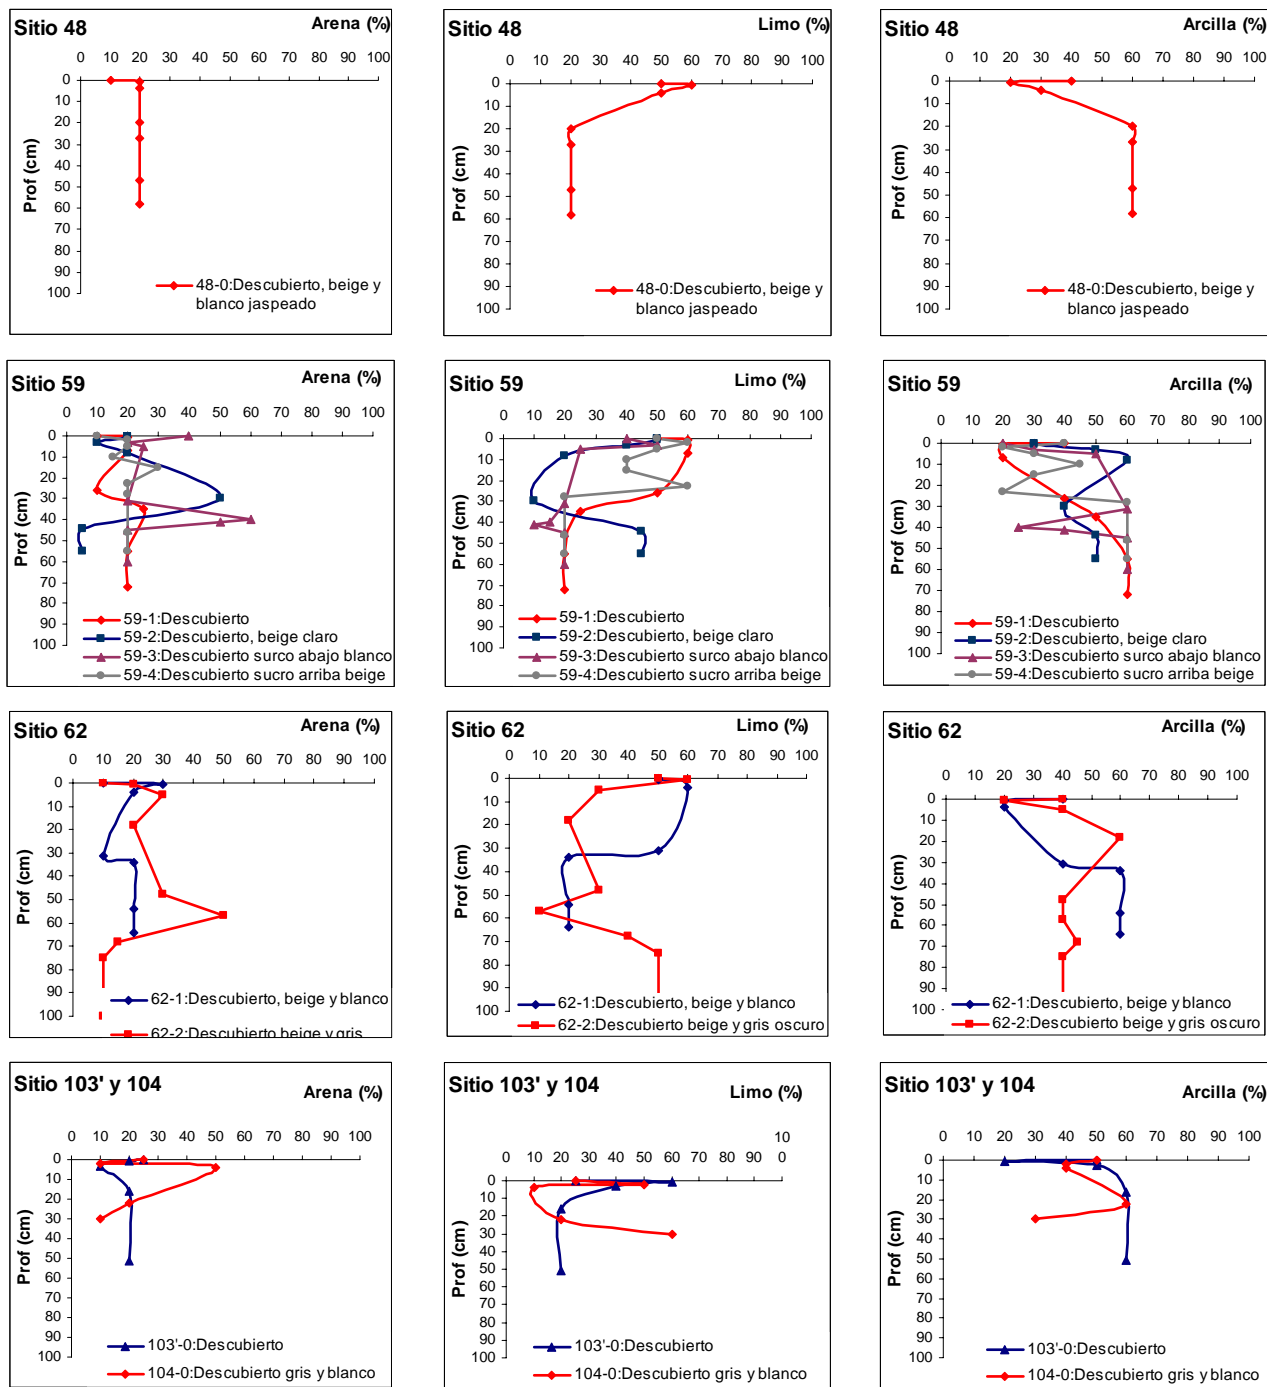 Sitio 48
Arena (%)
0 10 20 30 40 50 60 70 80 90 100
0
10
20
30
40
50
60
70
80
90
100
Prof (cm)
48-0:Descubierto, beige y
blanco jaspeado
Sitio 48
Limo (%)
0 10 20 30 40 50 60 70 80 90 100
0
10
20
30
40
50
60
70
80
90
100
Prof (cm)
48-0:Descubierto, beige y
blanco jaspeado
Sitio 48
Arcilla (%)
0 10 20 30 40 50 60 70 80 90 100
0
10
20
30
40
50
60
70
80
90
100
Prof (cm)
48-0:Descubierto, beige y
blanco jaspeado
Sitio 59
Arena (%)
0 10 20 30 40 50 60 70 80 90 100
0
10
20
30
40
50
60
70
80
90
100
Prof (cm)
59-1:Descubierto
59-2:Descubierto, beige claro
59-3:Descubierto surco abajo blanco
59-4:Descubierto sucro arriba beige
Sitio 59
Limo (%)
0 10 20 30 40 50 60 70 80 90 100
0
10
20
30
40
50
60
70
80
90
100
Prof (cm)
59-1:Descubierto
59-2:Descubierto, beige claro
59-3:Descubierto surco abajo blanco
59-4:Descubierto sucro arriba beige
Sitio 59
Arcilla (%)
0 10 20 30 40 50 60 70 80 90 100
0
10
20
30
40
50
60
70
80
90
100
Prof (cm)
59-1:Descubierto
59-2:Descubierto, beige claro
59-3:Descubierto surco abajo blanco
59-4:Descubierto sucro arriba beige
Sitio 62
Arena (%)
0 10 20 30 40 50 60 70 80 90 100
0
10
20
30
40
50
60
70
80
90
100
Prof (cm)
62-1:Descubierto, beige y blanco
62-2:Descubierto beige y gris
Sitio 62
Limo (%)
0 10 20 30 40 50 60 70 80 90 100
0
10
20
30
40
50
60
70
80
90
100
Prof (cm)
62-1:Descubierto, beige y blanco
62-2:Descubierto beige y gris oscuro
Sitio 62
Arcilla (%)
0 10 20 30 40 50 60 70 80 90 100
0
10
20
30
40
50
60
70
80
90
100
Prof (cm)
62-1:Descubierto, beige y blanco
62-2:Descubierto beige y gris oscuro
Sitio 103' y 104
Arena (%)
0 10 20 30 40 50 60 70 80 90 100
0
10
20
30
40
50
60
70
80
90
100
Prof (cm)
103'-0:Descubierto
104-0:Descubierto gris y blanco
Sitio 103' y 104
Limo (%)
10
0 10 20 30 40 50 60 70 80 90 0
0
10
20
30
40
50
60
70
80
90
100
Prof (cm)
103'-0:Descubierto
104-0:Descubierto gris y blanco
Sitio 103' y 104
Arcilla (%)
0 10 20 30 40 50 60 70 80 90 100
0
10
20
30
40
50
60
70
80
90
100
Prof (cm)
103'-0:Descubierto
104-0:Descubierto gris y blanco